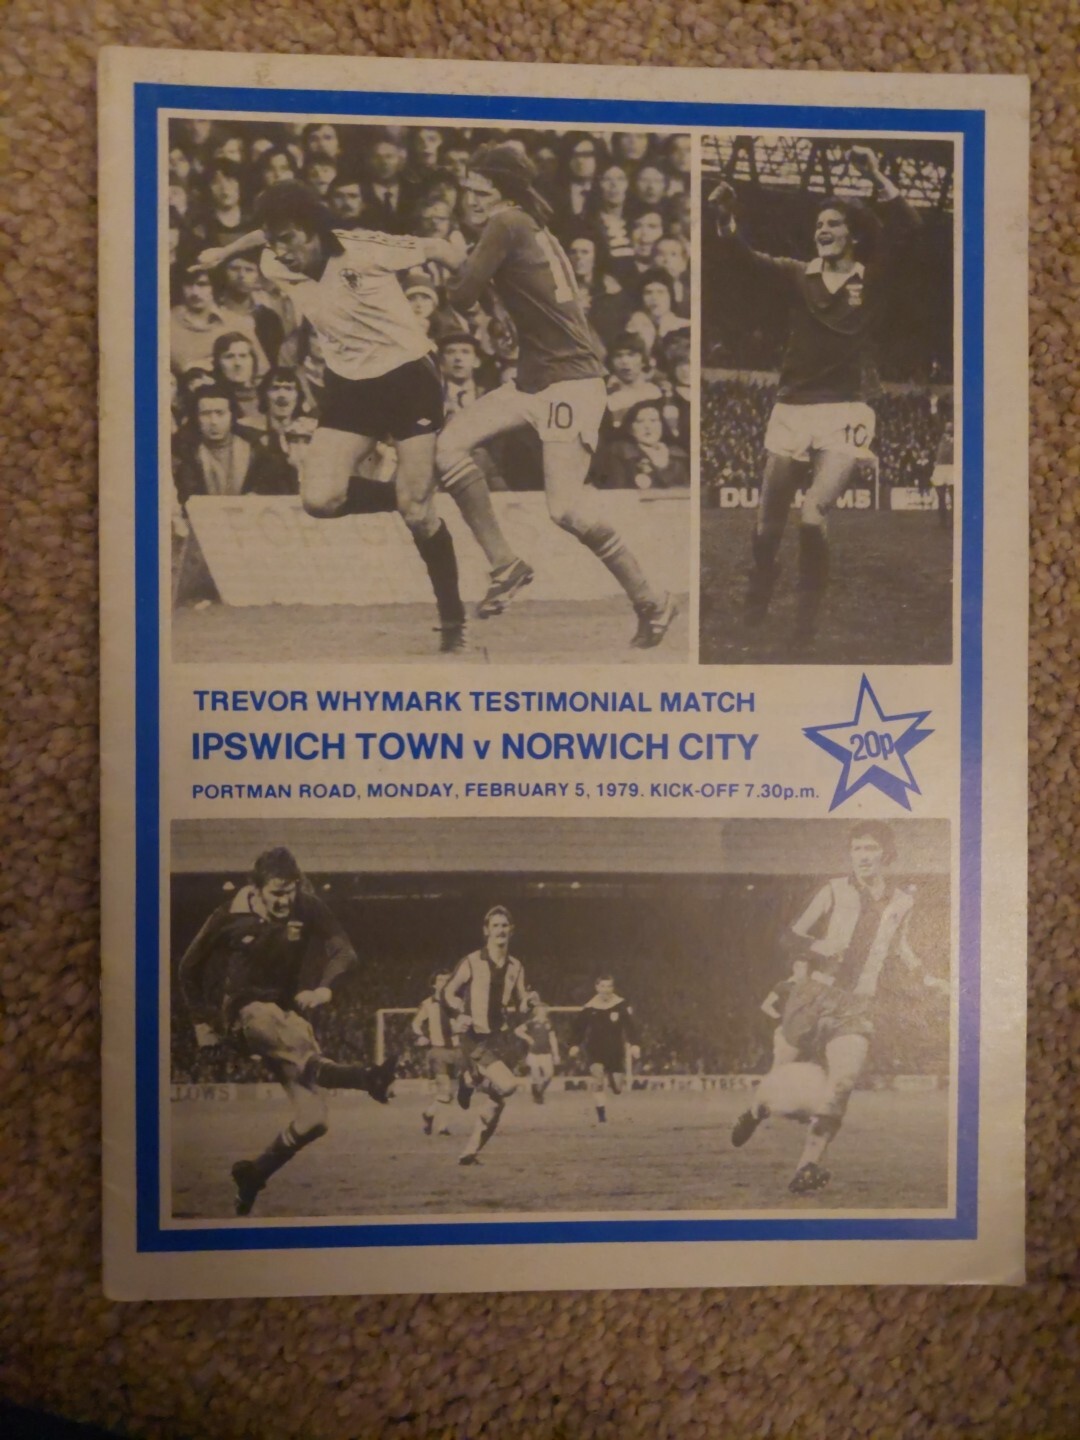 10
10
TREVOR WHYMARK TESTIMONIAL MATCH
IPSWICH TOWN v NORWICH CITY
20p
PORTMAN ROAD, MONDAY, FEBRUARY 5, 1979. KICK-OFF 7.30p.m.
TYRES